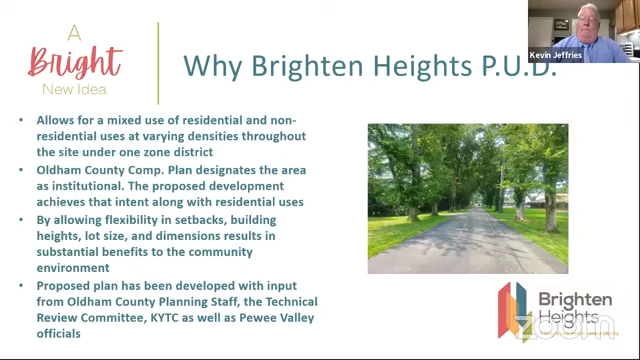 A
Bright
New Idea
Why Brighten Heights P.U.D.
Kevin Jeffries
• Allows for a mixed use of residential and non-
residential uses at varying densities throughout
the site under one zone district
• Oldham County Comp. Plan designates the area
as institutional. The proposed development
achieves that intent along with residential uses
• By allowing flexibility in setbacks, building
heights, lot size, and dimensions results in
substantial benefits to the community
environment
• Proposed plan has been developed with input
from Oldham County Planning Staff, the Technical
Review Committee, KYTC as well as Pewee Valley
officials
Brighten
Heights
zoom